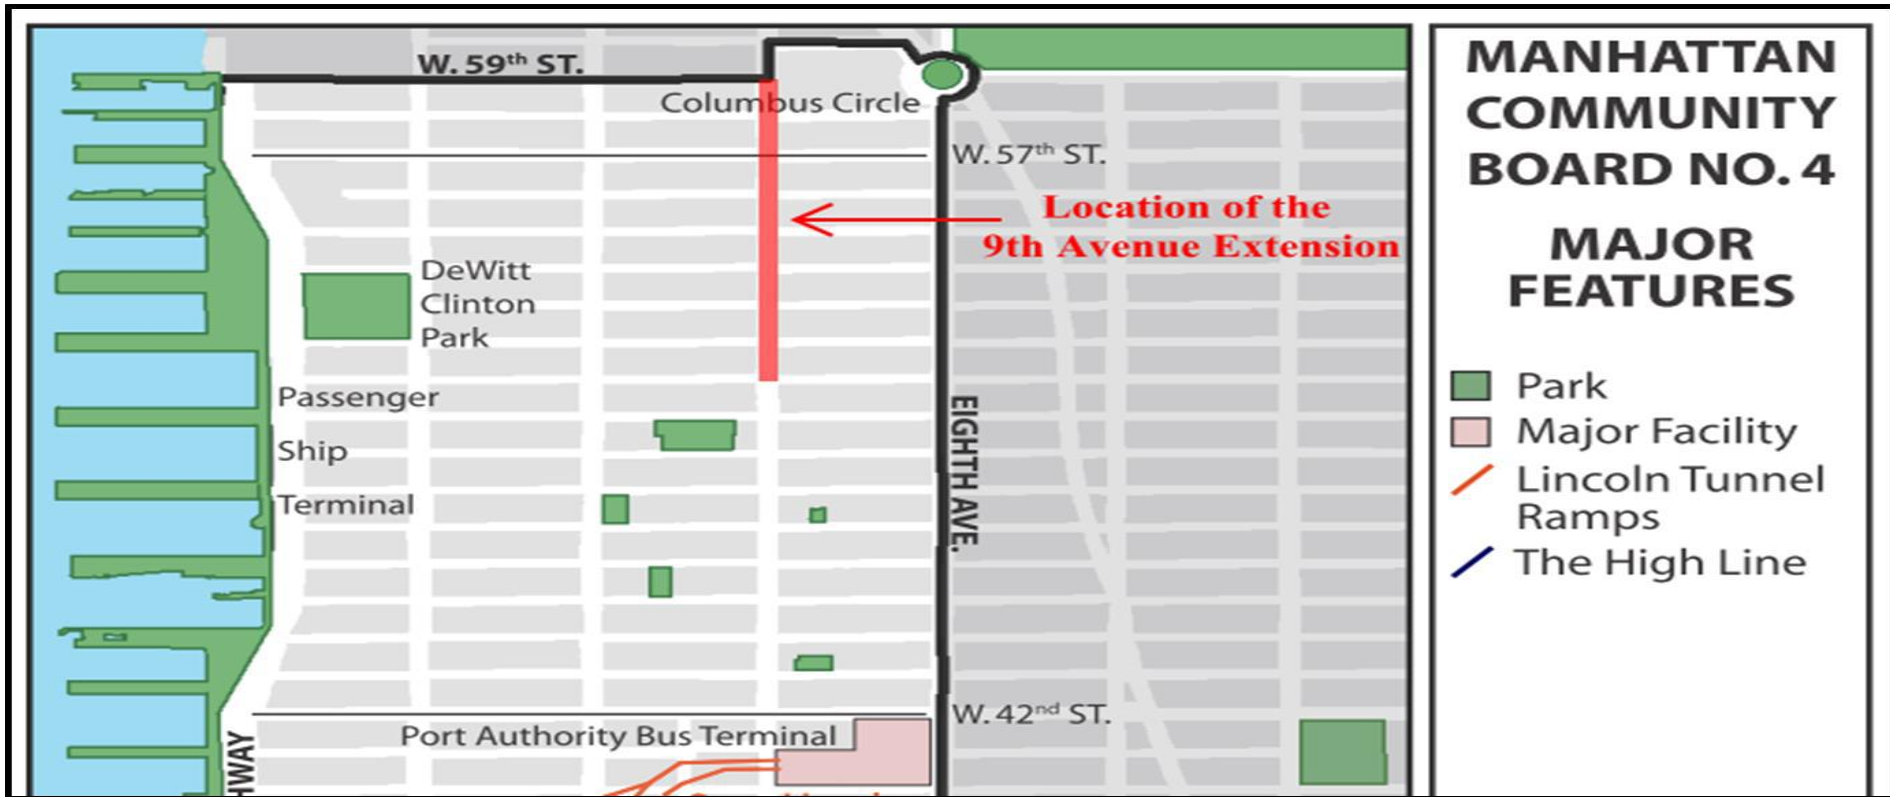 W. 59th ST.
Columbus Circle
W. 57th ST.
Location of the
9th Avenue Extension
DeWitt
Clinton
Park
Passenger
Ship
Terminal
EIGHTH AVE.
W. 42nd ST.
Port Authority Bus Terminal
HWAY
MANHATTAN
COMMUNITY
BOARD NO. 4
MAJOR
FEATURES
Park
Major Facility
Lincoln Tunnel
Ramps
The High Line